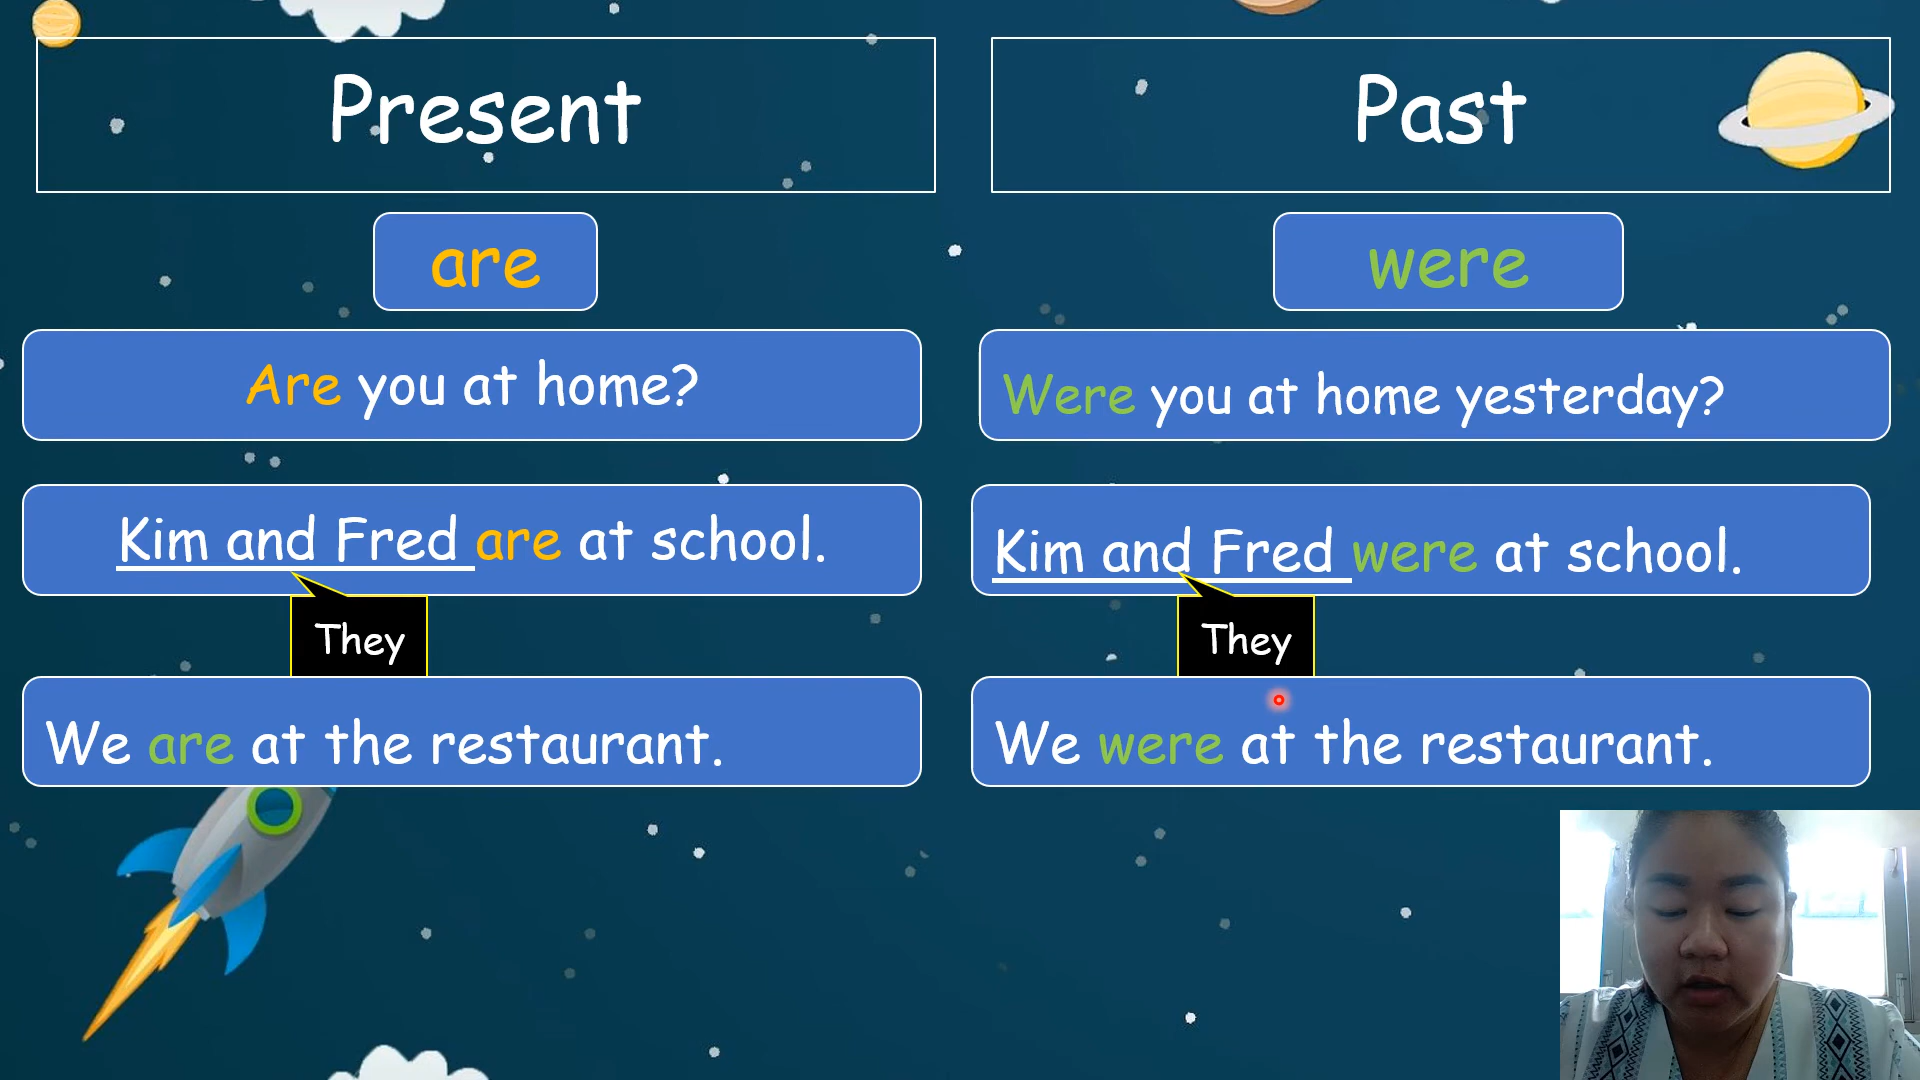 Present
Past
are
were
Are you at home?
Were you at home yesterday?
Kim and Fred are at school.
Kim and Fred were at school.
They
They
We are at the restaurant.
We were at the restaurant.